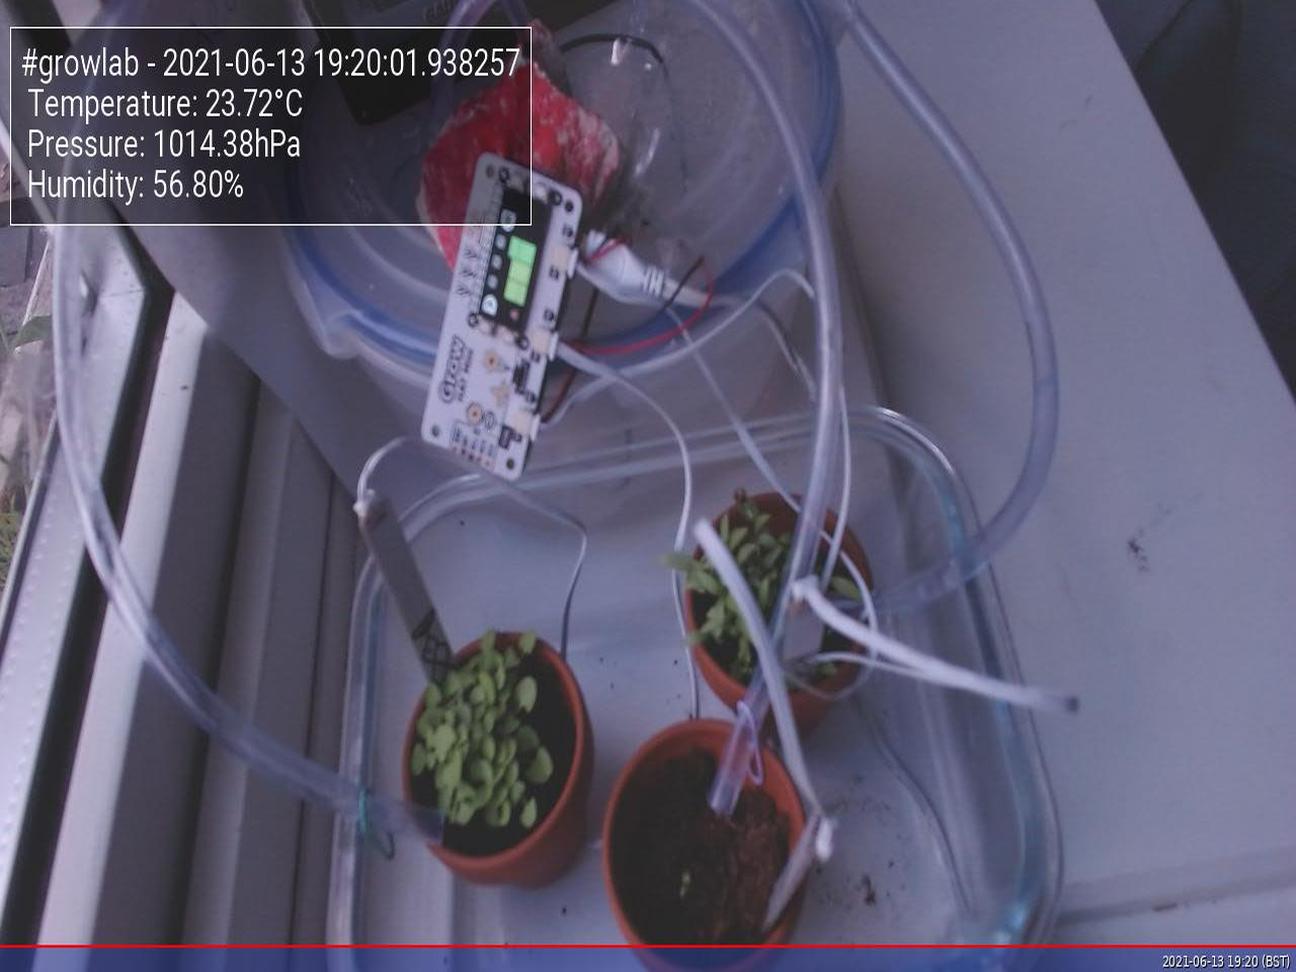 #growlab - 2021-06-13 19:20:01.938257
Temperature: 23.72°C
Pressure: 1014.38hPa
Humidity: 56.80%
GROW
2021-06-13 19:20 (BST)